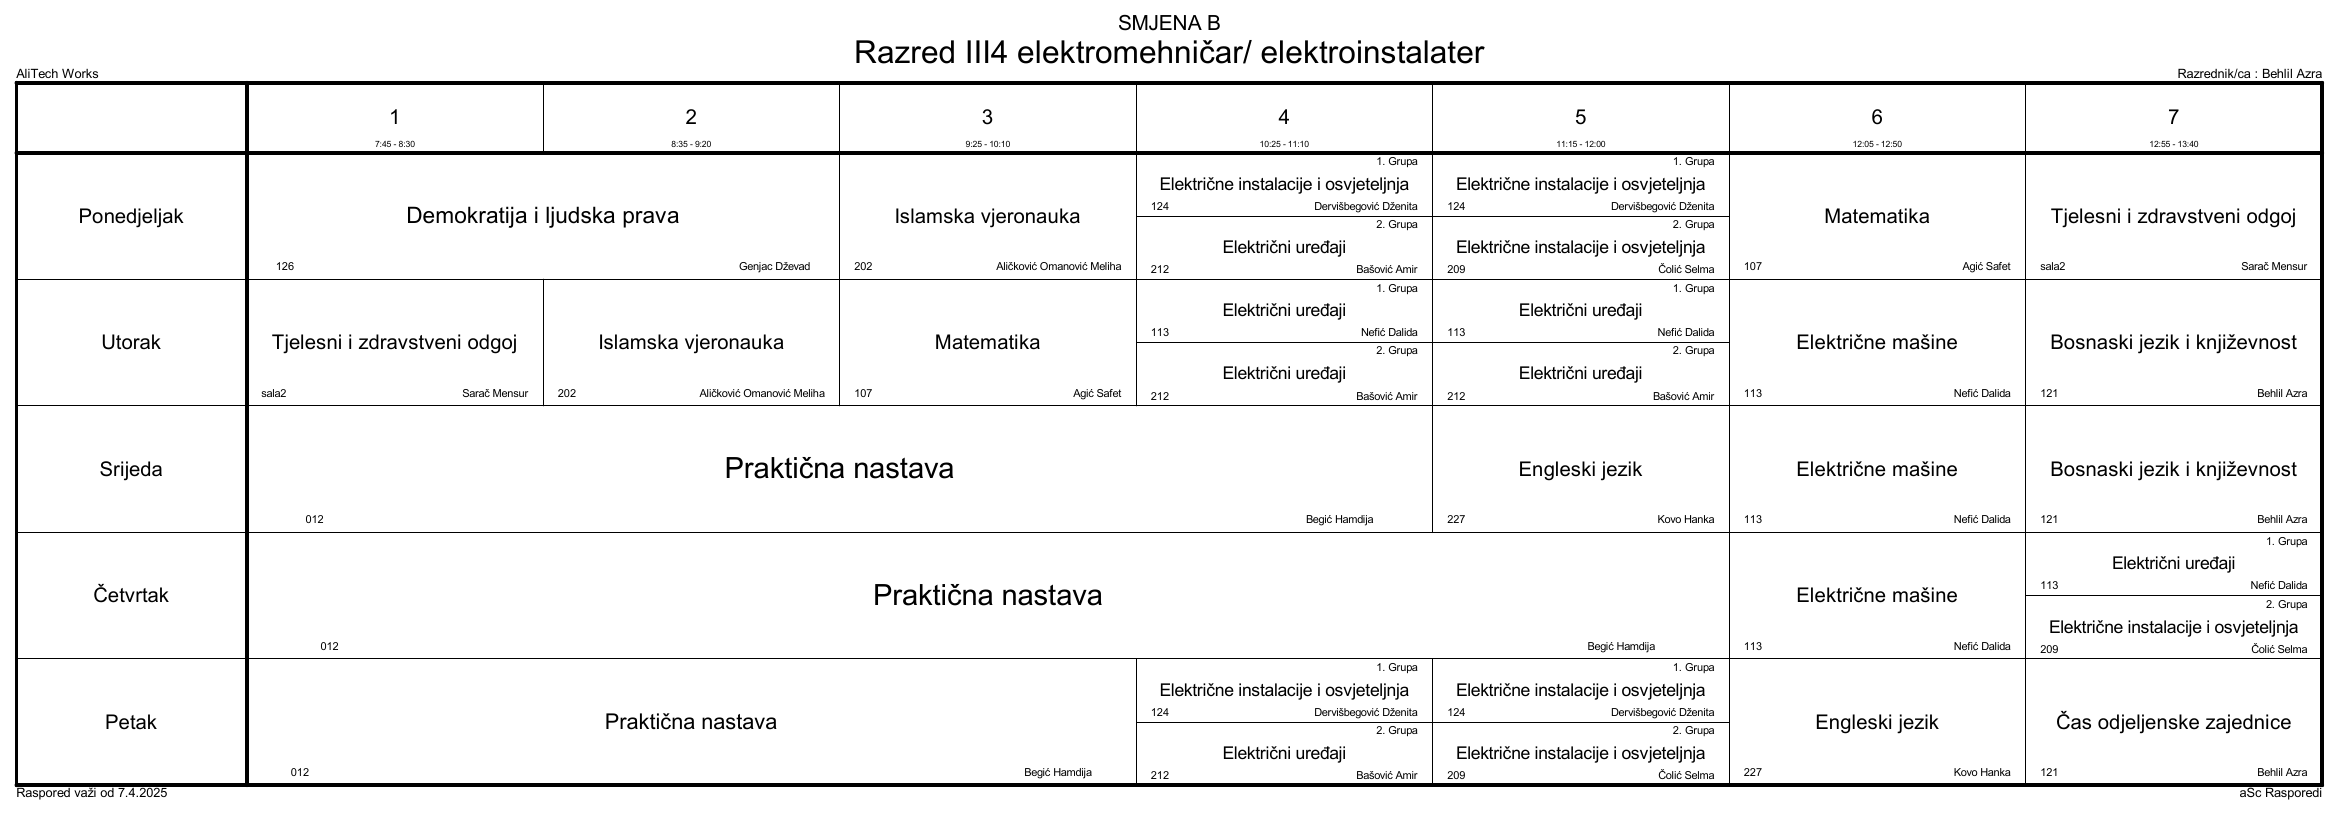 SMJENA B
Razred III4 elektromehničar/ elektroinstalater
AliTech Works
Razrednik/ca : Behlil Azra
1
7:45 - 8:30
2
8:35 - 9:20
3
9:25 - 10:10
4
10:25 - 11:10
5
11:15 - 12:00
6
12:05 - 12:50
7
12:55 - 13:40
Ponedjeljak
Demokratija i ljudska prava
126
Genjac Dževad
Islamska vjeronauka
202
Aličković Omanović Meliha
1. Grupa
Električne instalacije i osvjeteljnja
124
Dervišbegović Dženita
2. Grupa
Električni uređaji
212
Bašović Amir
1. Grupa
Električne instalacije i osvjeteljnja
124
Dervišbegović Dženita
2. Grupa
Električne instalacije i osvjeteljnja
209
Čolić Selma
Matematika
107
Agić Safet
Tjelesni i zdravstveni odgoj
sala2
Sarač Mensur
Utorak
Tjelesni i zdravstveni odgoj
sala2
Sarač Mensur
Islamska vjeronauka
202
Aličković Omanović Meliha
Matematika
107
Agić Safet
1. Grupa
Električni uređaji
113
Nefić Dalida
2. Grupa
Električni uređaji
212
Bašović Amir
1. Grupa
Električni uređaji
113
Nefić Dalida
2. Grupa
Električni uređaji
212
Bašović Amir
Električne mašine
113
Nefić Dalida
Bosnaski jezik i književnost
121
Behlil Azra
Srijeda
Praktična nastava
012
Begić Hamdija
Engleski jezik
227
Kovo Hanka
Električne mašine
113
Nefić Dalida
Bosnaski jezik i književnost
121
Behlil Azra
Četvrtak
Praktična nastava
012
Begić Hamdija
Električne mašine
113
Nefić Dalida
1. Grupa
Električni uređaji
113
Nefić Dalida
2. Grupa
Električne instalacije i osvjeteljnja
209
Čolić Selma
Petak
Praktična nastava
012
Begić Hamdija
1. Grupa
Električne instalacije i osvjeteljnja
124
Dervišbegović Dženita
2. Grupa
Električni uređaji
212
Bašović Amir
1. Grupa
Električne instalacije i osvjeteljnja
124
Dervišbegović Dženita
2. Grupa
Električne instalacije i osvjeteljnja
209
Čolić Selma
Engleski jezik
227
Kovo Hanka
Čas odjeljenske zajednice
121
Behlil Azra
Raspored važi od 7.4.2025
aSc Rasporedi